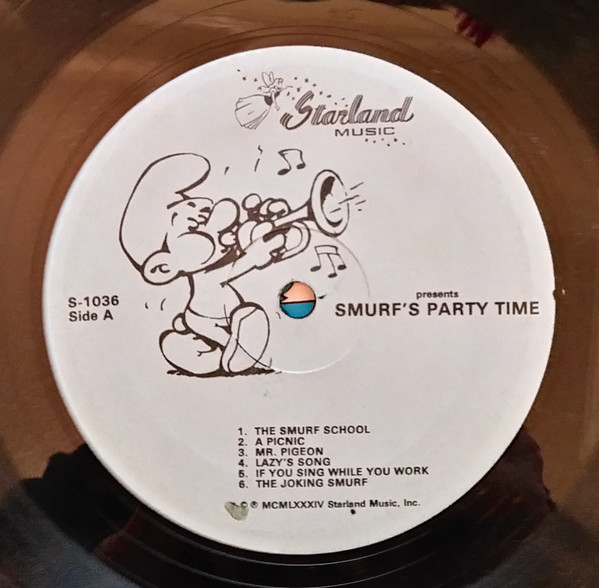 Starland
MUSIC
S-1036
Side A
presents
SMURF'S PARTY TIME
1. THE SMURF SCHOOL
2. A PICNIC
3. MR. PIGEON
4. LAZY'S SONG
5. IF YOU SING WHILE YOU WORK
6. THE JOKING SMURF
© ® MCMLXXXIV Starland Music, Inc.